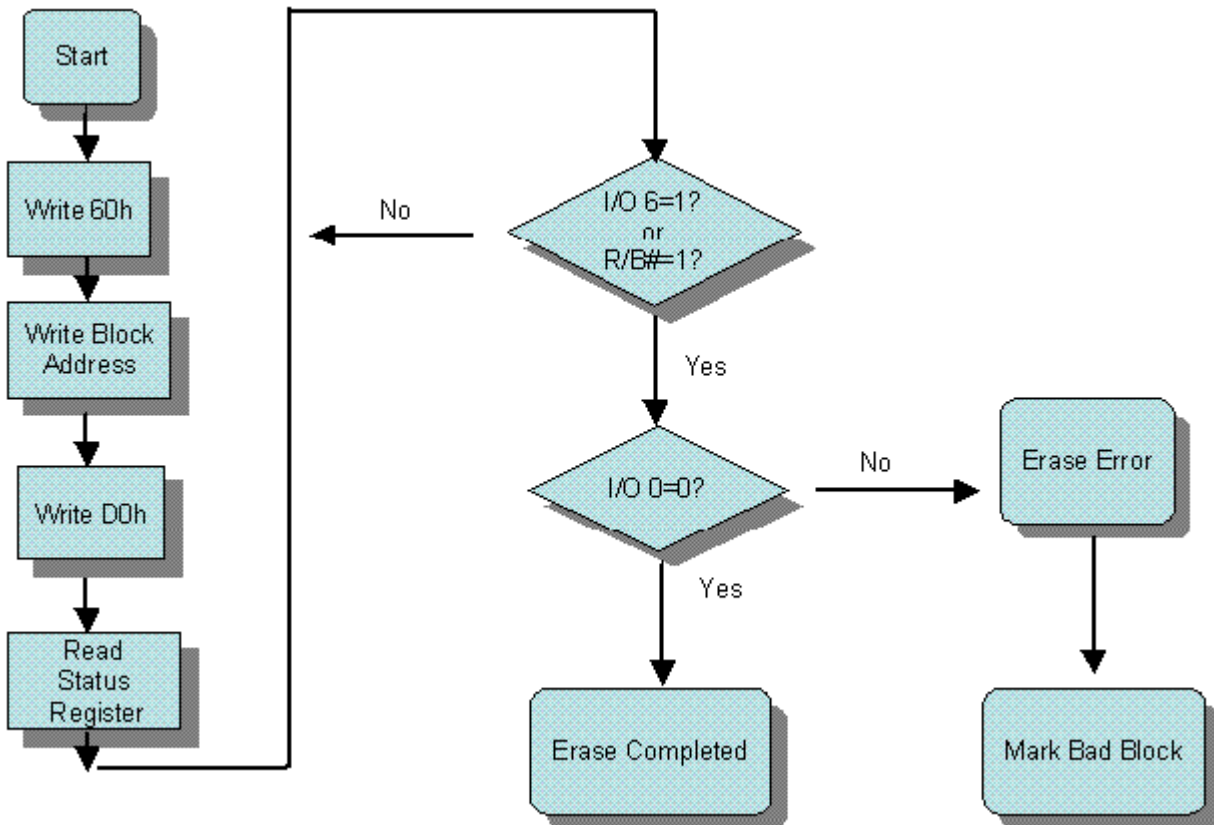 Start
Write 60h
Write Block
Address
Write D0h
Read
Status
Register
I/O 6=1?
or
R/B#=1?
No
Yes
I/O 0=0?
No
Yes
Erase Error
Erase Completed
Mark Bad Block